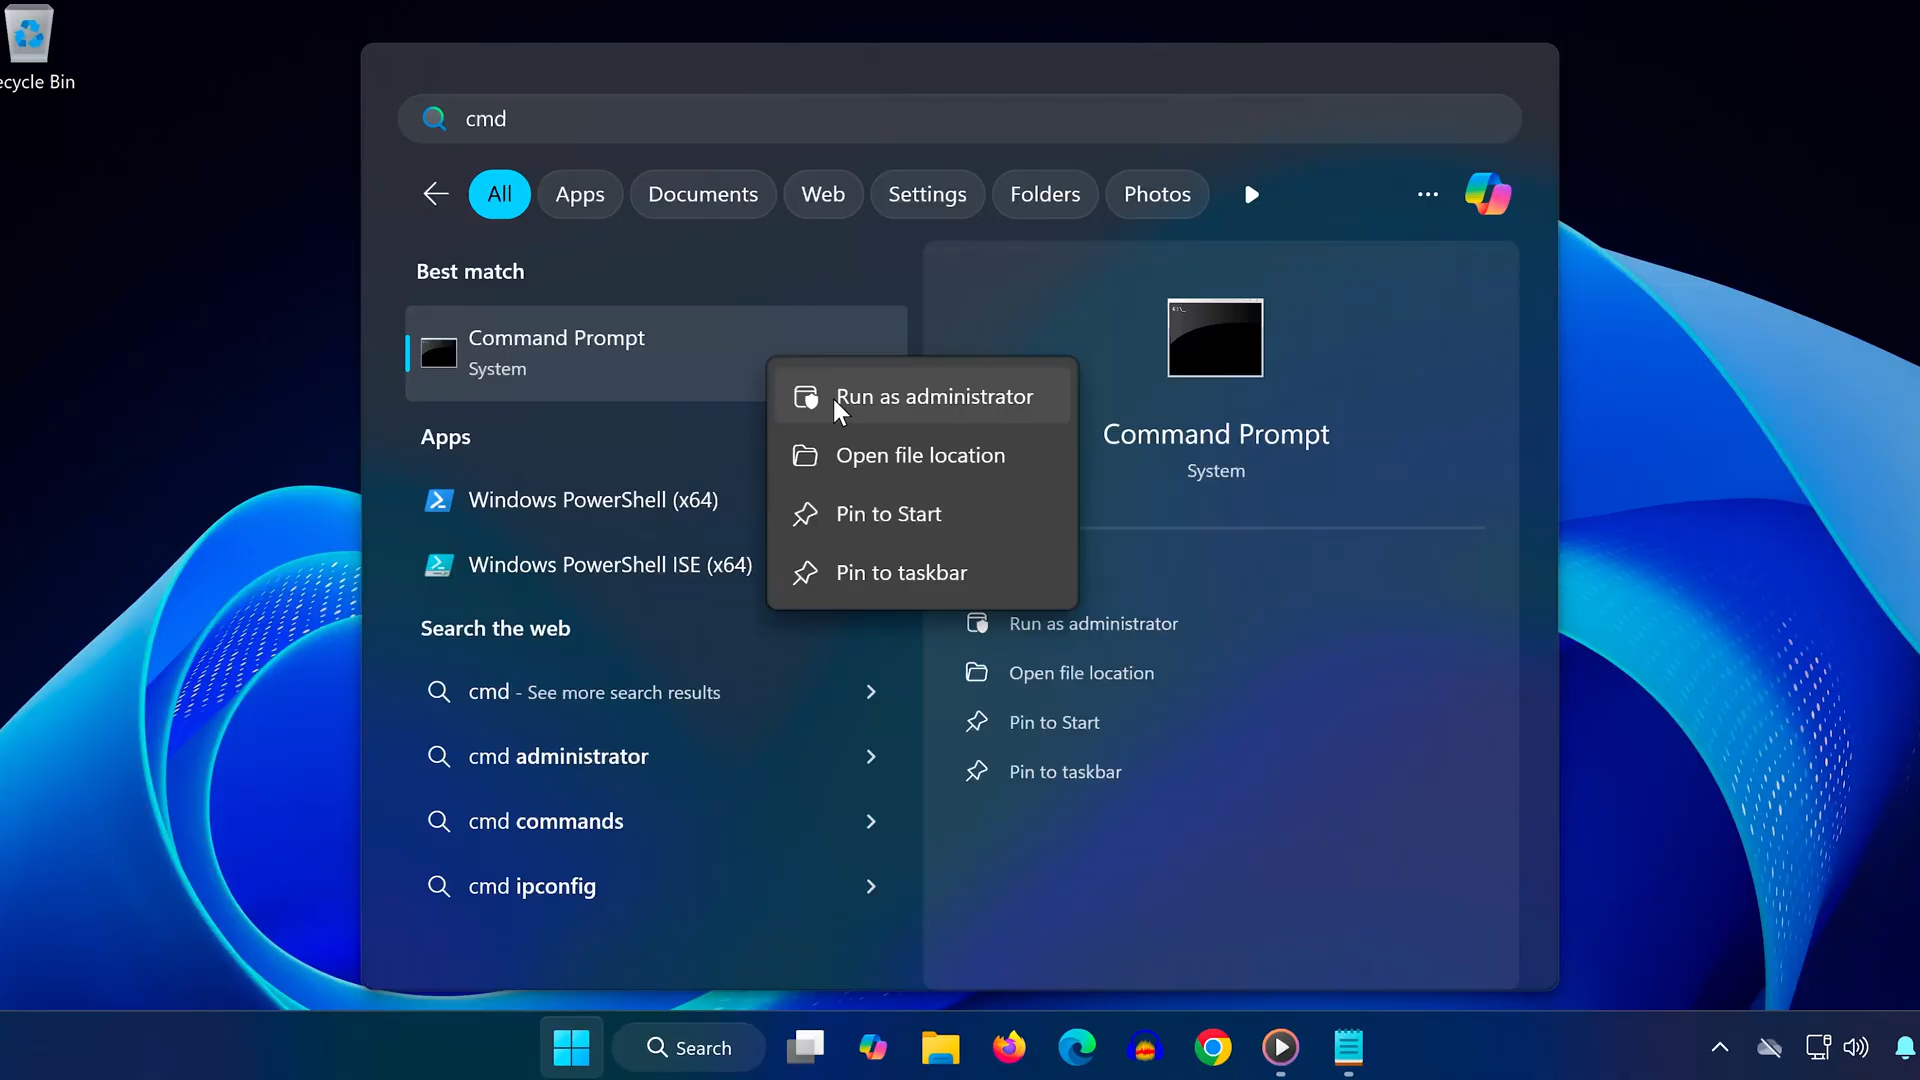 ecycle Bin
cmd
All
Apps
Documents
Web
Settings
Folders
Photos
Best match
Command Prompt
System
Apps
Windows PowerShell (x64)
Windows PowerShell ISE (x64)
Search the web
cmd - See more search results
cmd administrator
cmd commands
cmd ipconfig
Run as administrator
Open file location
Pin to Start
Pin to taskbar
Command Prompt
System
Run as administrator
Open file location
Pin to Start
Pin to taskbar
Search